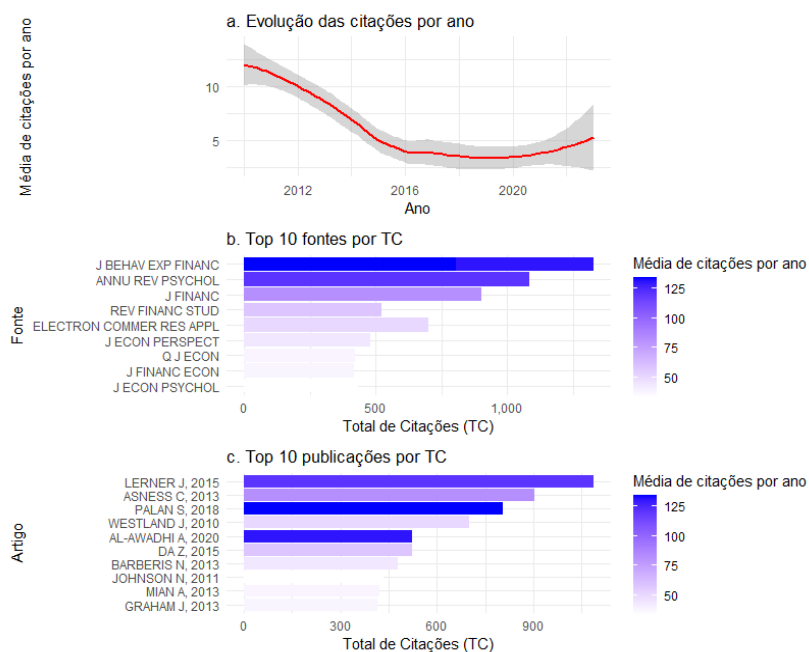 a. Evolução das citações por ano
Média de citações por ano
10
5
2012
2016
2020
Ano
b. Top 10 fontes por TC
Fonte
J BEHAV EXP FINANC
ANNU REV PSYCHOL
J FINANC
REV FINANC STUD
ELECTRON COMMER RES APPL
J ECON PERSPECT
Q J ECON
J FINANC ECON
J ECON PSYCHOL
0
500
1,000
Total de Citações (TC)
Média de citações por ano
125
100
75
50
c. Top 10 publicações por TC
Artigo
LERNER J, 2015
ASNESS C, 2013
PALAN S, 2018
WESTLAND J, 2010
AL-AWADHI A, 2020
DA Z, 2015
BARBERIS N, 2013
JOHNSON N, 2011
MIAN A, 2013
GRAHAM J, 2013
0
300
600
900
Total de Citações (TC)
Média de citações por ano
125
100
75
50